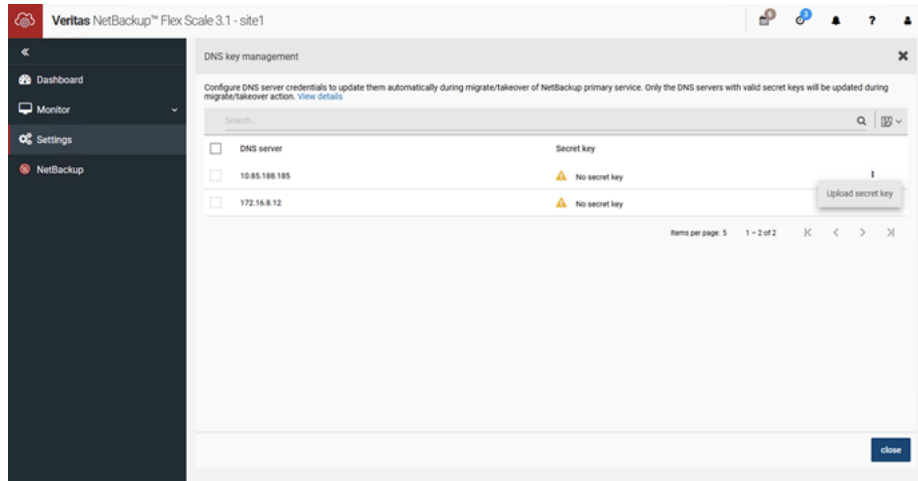 Veritas NetBackup™ Flex Scale 3.1 - site1
6
3
?
Dashboard
Monitor
Settings
NetBackup
DNS key management
Configure DNS server credentials to update them automatically during migrate/takeover of NetBackup primary service. Only the DNS servers with valid secret keys will be updated during
migrate/takeover action. View details
Search...
DNS server Secret key
10.85.188.185 No secret key
Upload secret key
172.16.8.12 No secret key
Items per page: 5 1 – 2 of 2
close